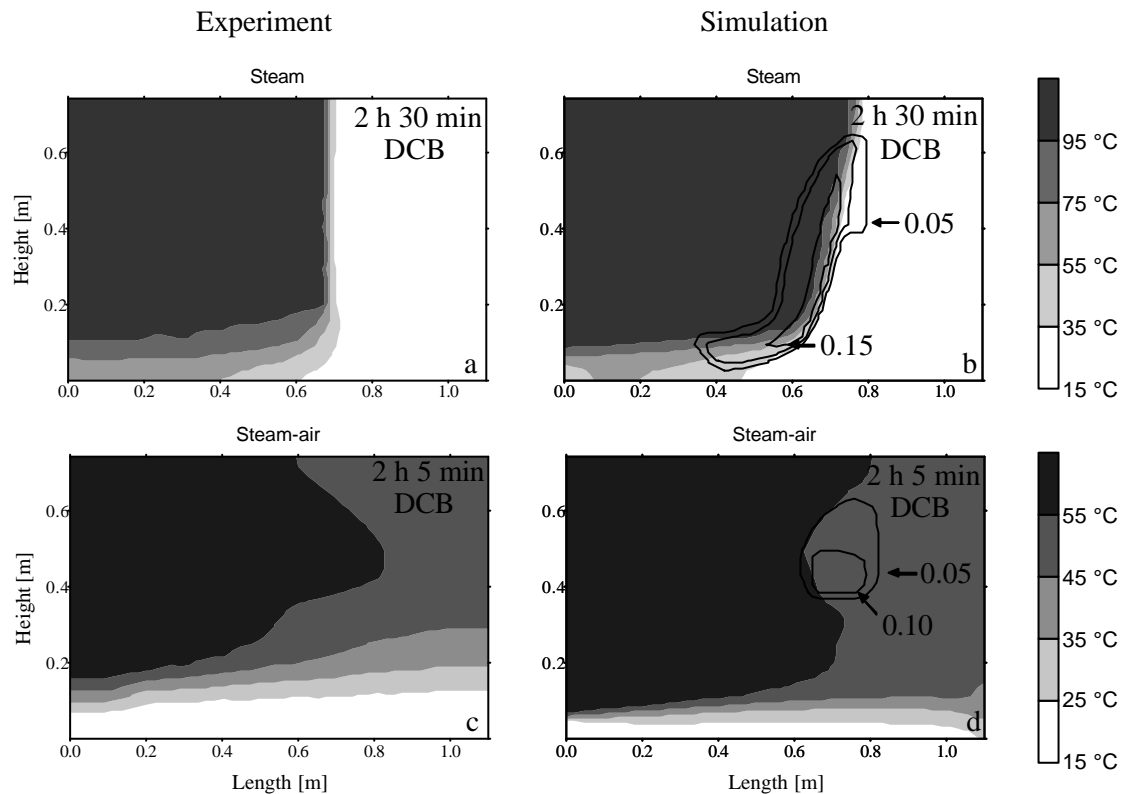 Experiment
Simulation
Steam
2 h 30 min
DCB
0.6
0.4
0.2
Height [m]
a
0.0
0.2
0.4
0.6
0.8
1.0
Steam
2 h 30 min
DCB
0.6
0.4
0.2
0.05
0.15
b
0.0
0.2
0.4
0.6
0.8
1.0
95 °C
75 °C
55 °C
35 °C
15 °C
Steam-air
2 h 5 min
DCB
0.6
0.4
0.2
Height [m]
c
0.0
0.2
0.4
0.6
0.8
1.0
Length [m]
Steam-air
2 h 5 min
DCB
0.6
0.4
0.2
0.05
0.10
d
0.0
0.2
0.4
0.6
0.8
1.0
Length [m]
55 °C
45 °C
35 °C
25 °C
15 °C